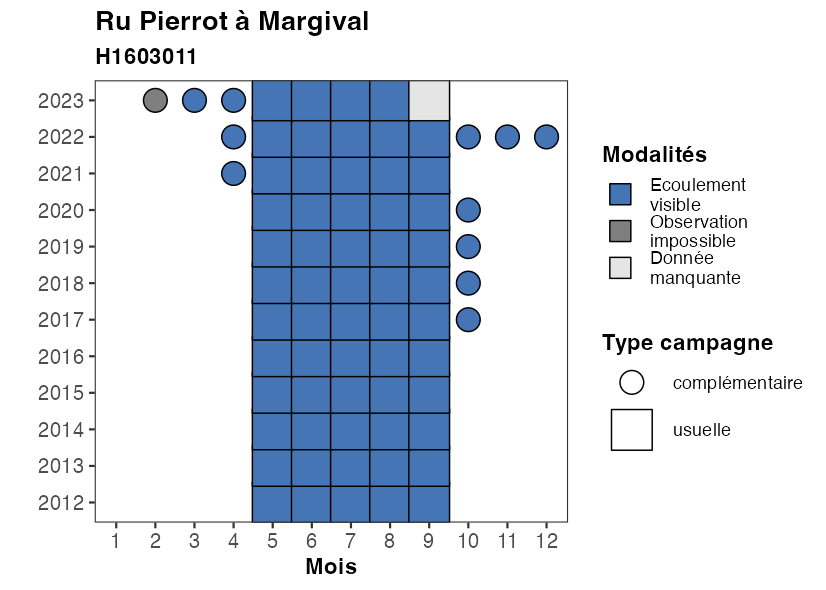 Ru Pierrot à Margival
H1603011
2023
2022
2021
2020
2019
2018
2017
2016
2015
2014
2013
2012
1 2 3 4 5 6 7 8 9 10 11 12
Mois
Modalités
Ecoulement
visible
Observation
impossible
Donnée
manquante
Type campagne
complémentaire
usuelle